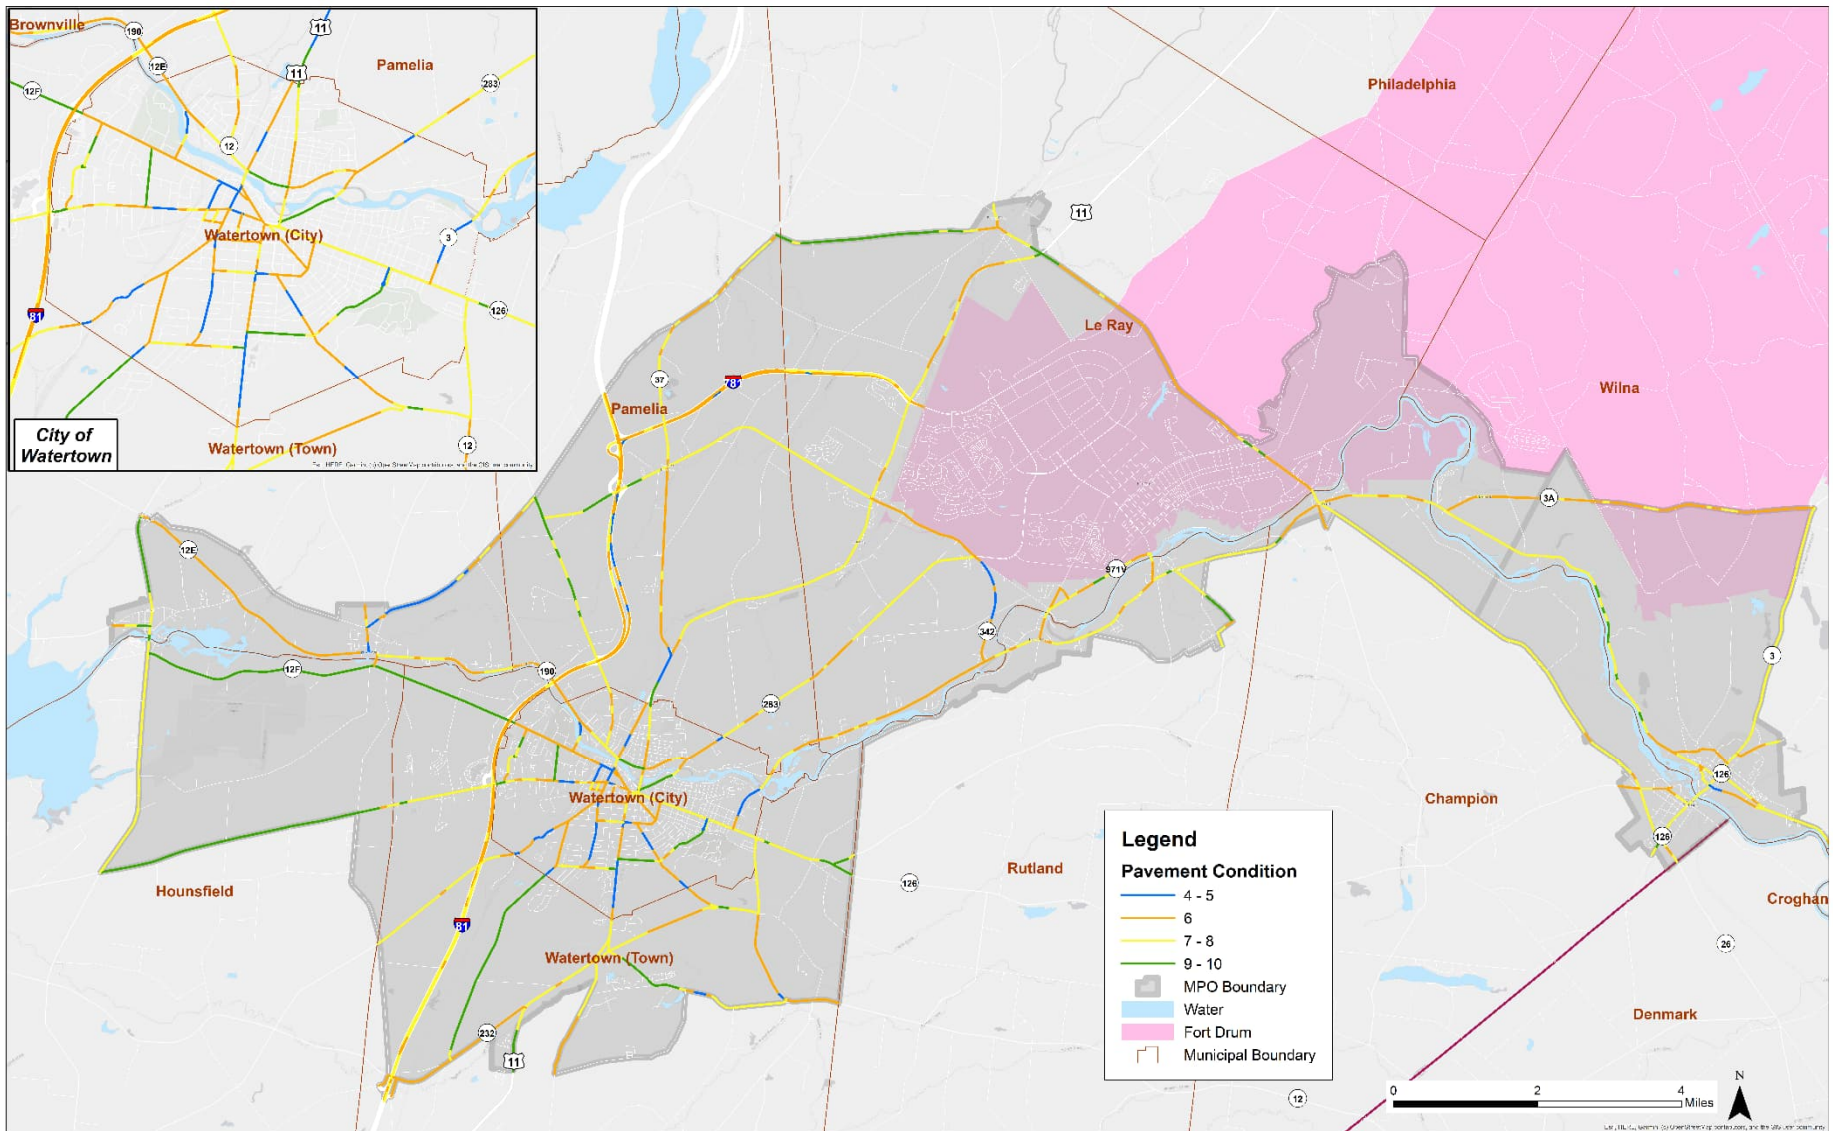 Brownville
190
11
12E
Pamelia
11
283
12F
12
Watertown (City)
3
126
81
City of
Watertown
Watertown (Town)
12
Philadelphia
11
Le Ray
37
781
Pamelia
Wilna
3A
12E
971V
342
12F
190
3
283
126
Watertown (City)
Champion
126
Rutland
126
Hounsfield
81
Croghan
26
Watertown (Town)
Denmark
232
11
12
Legend
Pavement Condition
4 - 5
6
7 - 8
9 - 10
MPO Boundary
Water
Fort Drum
Municipal Boundary
0 2 4
Miles
N